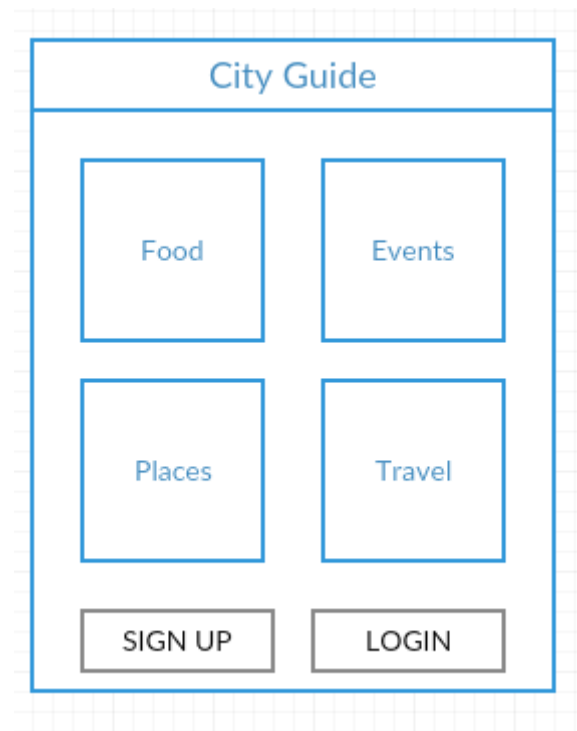 City Guide
Food
Events
Places
Travel
SIGN UP
LOGIN